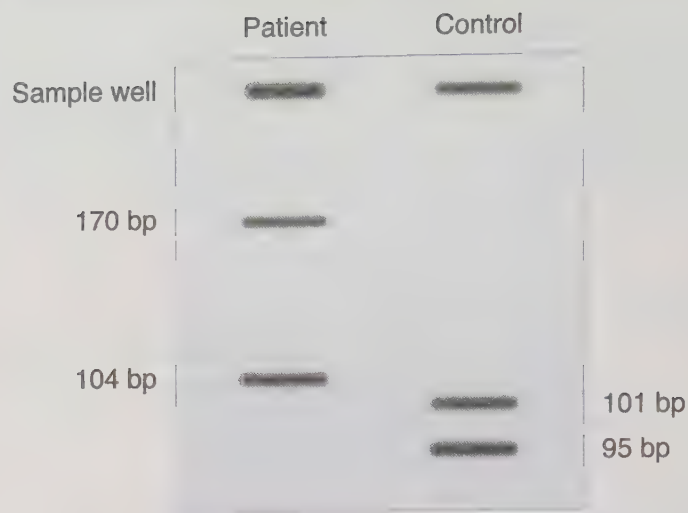 Patient Control
Sample well
170 bp
104 bp
101 bp
95 bp